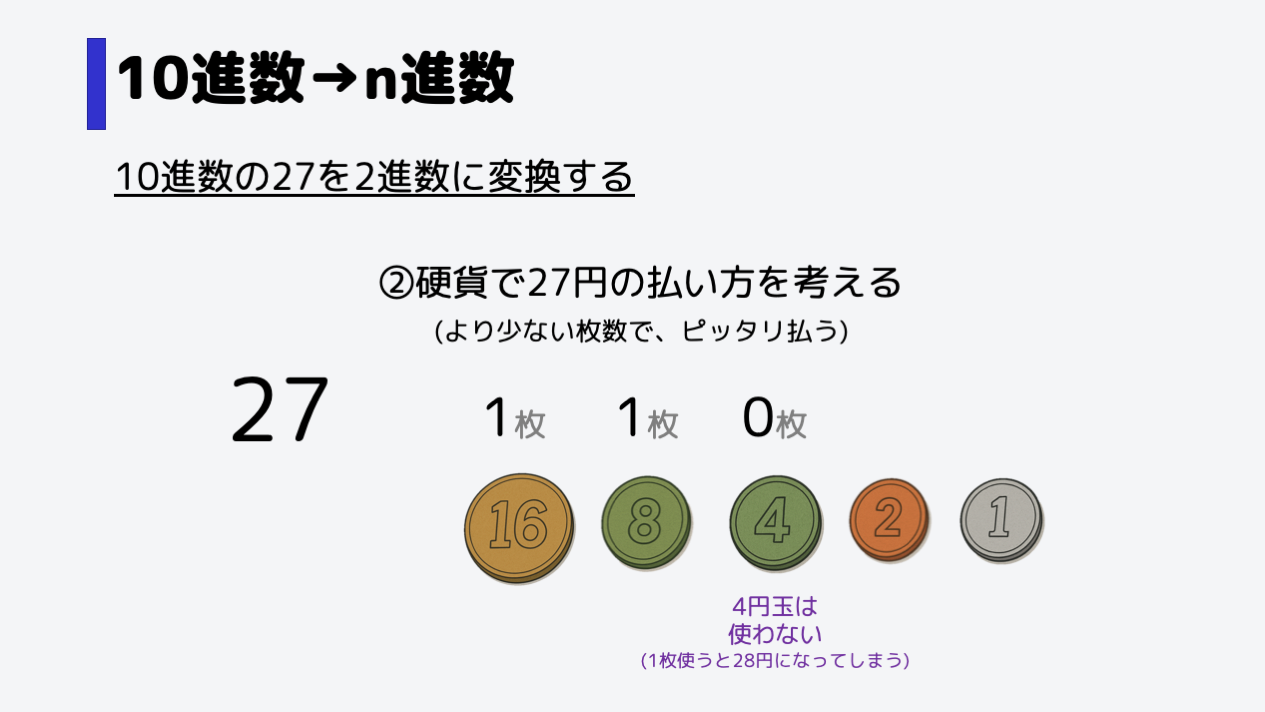 10進数→n進数
10進数の27を2進数に変換する
②硬貨で27円の払い方を考える
(より少ない枚数で、ピッタリ払う)
27
1枚 1枚 0枚
16 8 4 2 1
4円玉は
使わない
(1枚使うと28円になってしまう)